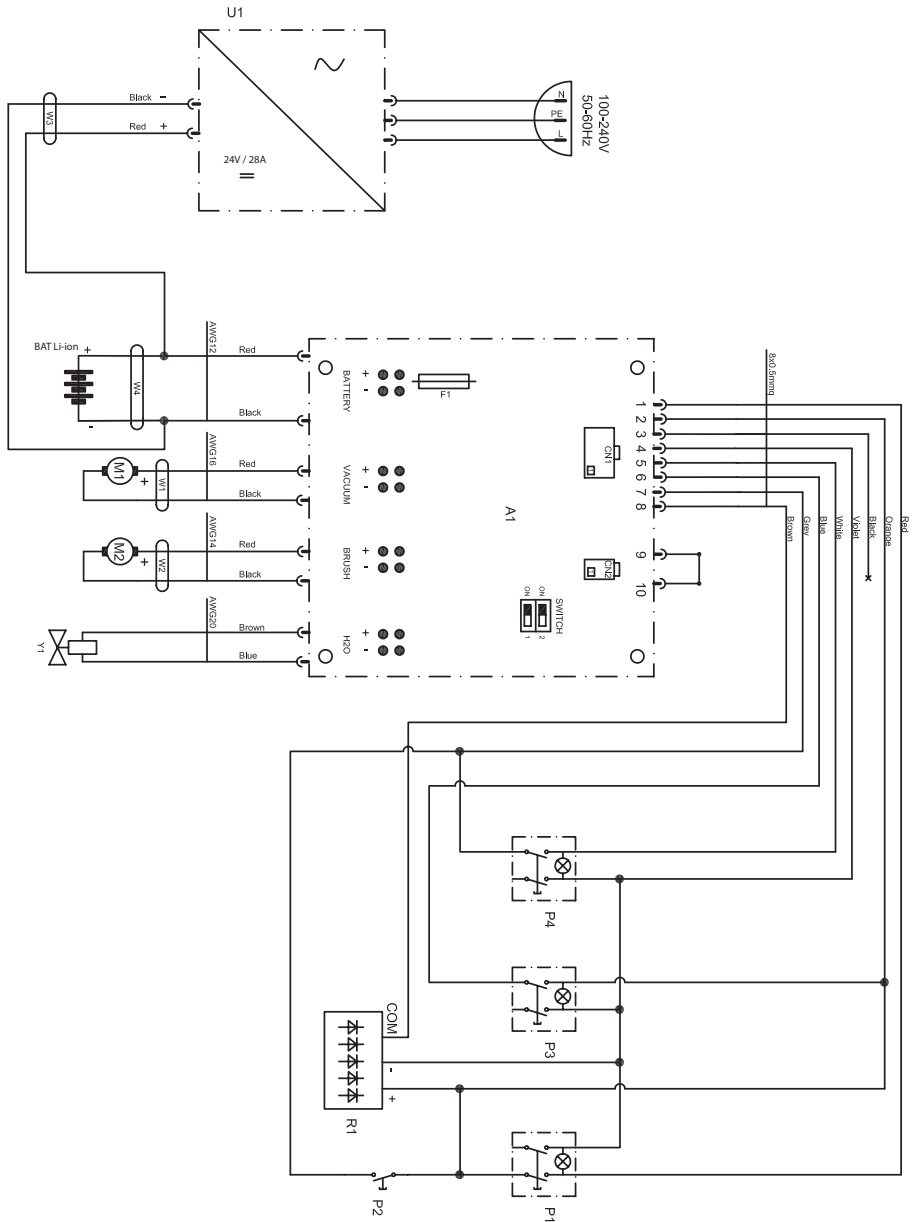 U1
100-240V
50-60Hz
N
PE
L
Black -
Red +
W3
24V / 28A
BAT Li-ion
+
-
W4
AWG12
Red
Black
BATTERY
+
-
F1
AWG16
M1
+
W1
Red
Black
VACUUM
+
-
AWG14
M2
+
W2
Red
Black
BRUSH
+
-
AWG20
Y1
Brown
Blue
H2O
+
-
A1
CN1
CN2
SWITCH
ON
ON
1
2
1
2
3
4
5
6
7
8
9
10
8x0.5mmq
Red
Orange
Black
Violet
White
Blue
Grey
Brown
P4
P3
COM
-
+
R1
P2
P1